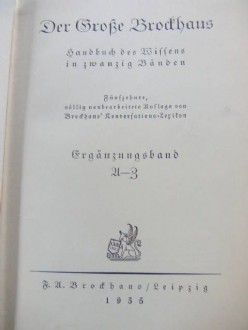 Der Große Brockhaus
Handbuch des Wissens
in zwanzig Bänden
Fünfzehnte,
völlig neubearbeitete Auflage von
Brockhaus' Konversations-Lexikon
Ergänzungsband
A–Z
F. A. Brockhaus / Leipzig
1935